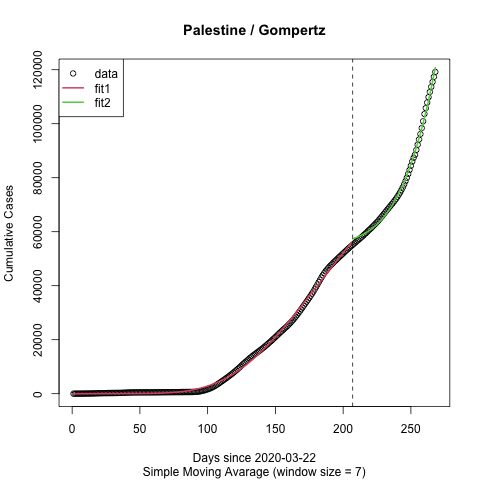 Palestine / Gompertz
data
fit1
fit2
Cumulative Cases
0
20000
40000
60000
80000
100000
120000
0 50 100 150 200 250
Days since 2020-03-22
Simple Moving Avarage (window size = 7)